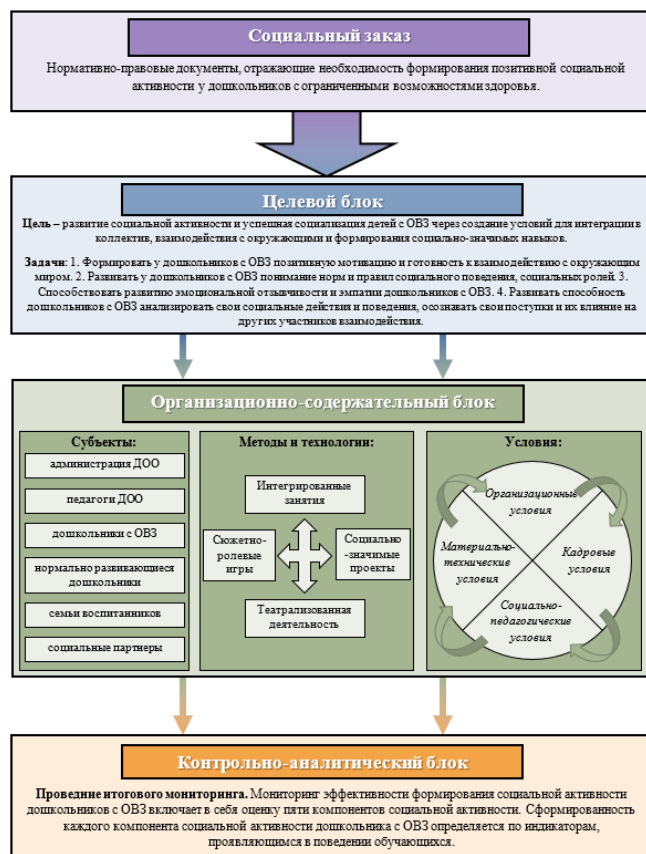 Социальный заказ
Нормативно-правовые документы, отражающие необходимость формирования позитивной социальной
активности у дошкольников с ограниченными возможностями здоровья.
Целевой блок
Цель – развитие социальной активности и успешная социализация детей с ОВЗ через создание условий для интеграции в
коллектив, взаимодействия с окружающими и формирования социально-значимых навыков.
Задачи: 1. Формировать у дошкольников с ОВЗ позитивную мотивацию и готовность к взаимодействию с окружающим
миром. 2. Развивать у дошкольников с ОВЗ понимание норм и правил социального поведения, социальных ролей. 3.
Способствовать развитию эмоциональной отзывчивости и эмпатии дошкольников с ОВЗ. 4. Развивать способность
дошкольников с ОВЗ анализировать свои социальные действия и поведения, осознавать свои поступки и их влияние на
других участников взаимодействия.
Организационно-содержательный блок
Субъекты:
администрация ДОО
педагоги ДОО
дошкольники с ОВЗ
нормально развивающиеся
дошкольники
семьи воспитанников
социальные партнеры
Методы и технологии:
Интегрированные
занятия
Сюжетно-
ролевые
игры
Социально
-значимые
проекты
Театрализованная
деятельность
Условия:
Организационные
условия
Материально-
технические
условия
Кадровые
условия
Социально-
педагогические
условия
Контрольно-аналитический блок
Проведние итогового мониторинга. Мониторинг эффективности формирования социальной активности
дошкольников с ОВЗ включает в себя оценку пяти компонентов социальной активности. Сформированность
каждого компонента социальной активности дошкольника с ОВЗ определяется по индикаторам,
проявляющимся в поведении обучающихся.